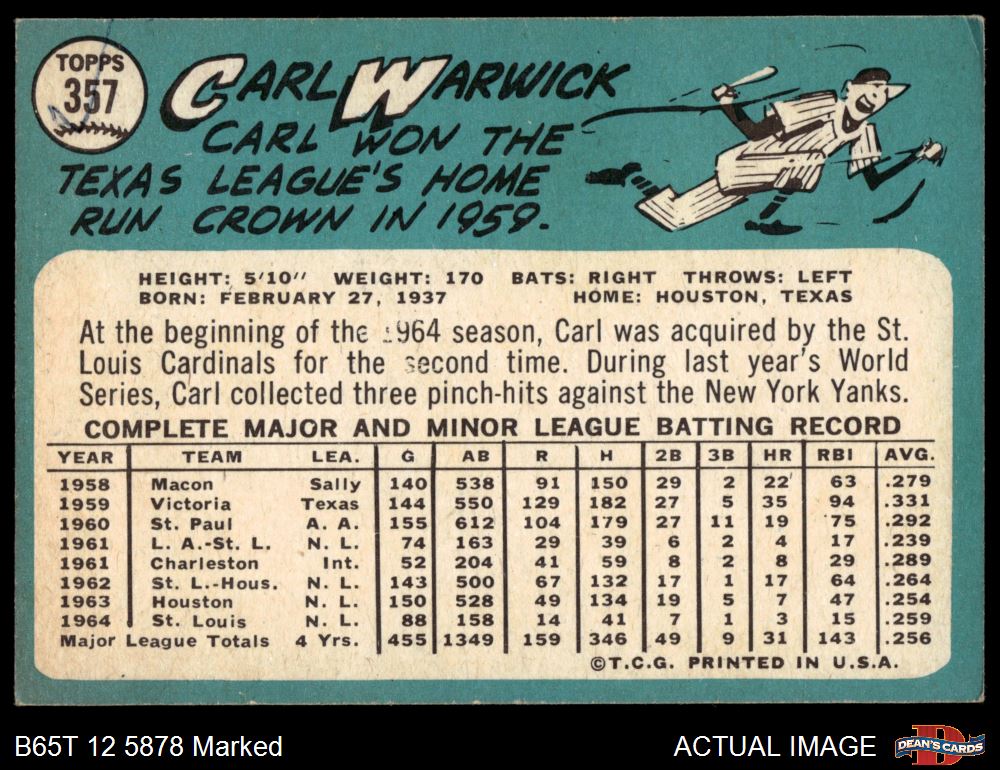 TOPPS
357
CARL WARWICK
CARL WON THE
TEXAS LEAGUE'S HOME
RUN CROWN IN 1959.
HEIGHT: 5'10" WEIGHT: 170 BATS: RIGHT THROWS: LEFT
BORN: FEBRUARY 27, 1937 HOME: HOUSTON, TEXAS
At the beginning of the 1964 season, Carl was acquired by the St.
Louis Cardinals for the second time. During last year's World
Series, Carl collected three pinch-hits against the New York Yanks.
COMPLETE MAJOR AND MINOR LEAGUE BATTING RECORD
YEAR TEAM LEA. G AB R H 2B 3B HR RBI AVG.
1958 Macon Sally 140 538 91 150 29 2 22 63 .279
1959 Victoria Texas 144 550 129 182 27 5 35 94 .331
1960 St. Paul A. A. 155 612 104 179 27 11 19 75 .292
1961 L. A.-St. L. N. L. 74 163 29 39 6 2 4 17 .239
1961 Charleston Int. 52 204 41 59 8 2 8 29 .289
1962 St. L.-Hous. N. L. 143 500 67 132 17 1 17 64 .264
1963 Houston N. L. 150 528 49 134 19 5 7 47 .254
1964 St. Louis N. L. 88 158 14 41 7 1 3 15 .259
Major League Totals 4 Yrs. 455 1349 159 346 49 9 31 143 .256
©T.C.G. PRINTED IN U.S.A.
B65T 12 5878 Marked
ACTUAL IMAGE
DEAN'S CARDS